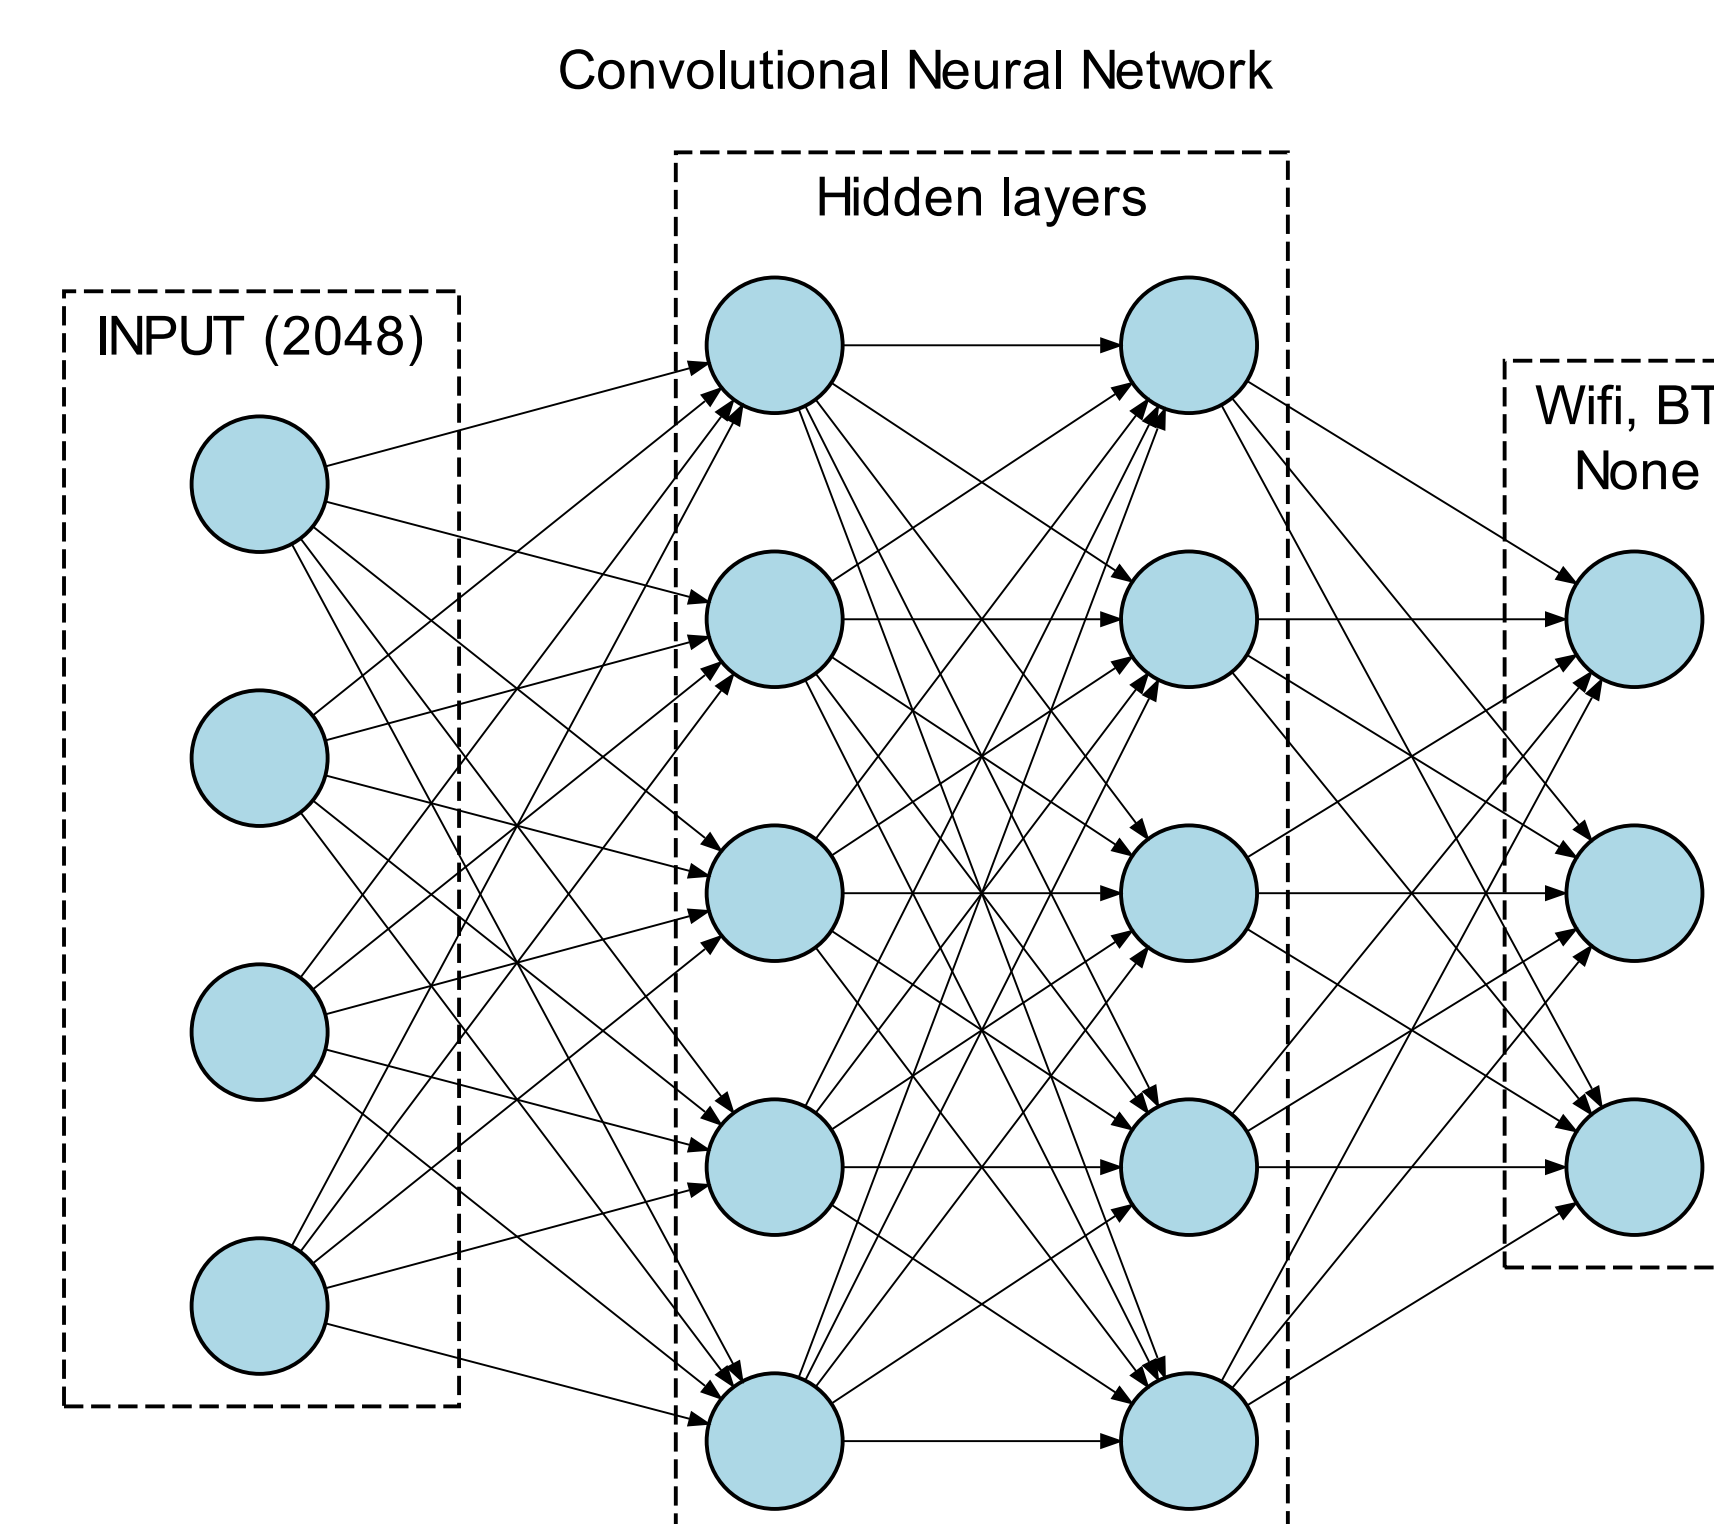 Convolutional Neural Network
Hidden layers
INPUT (2048)
Wifi, BT
None